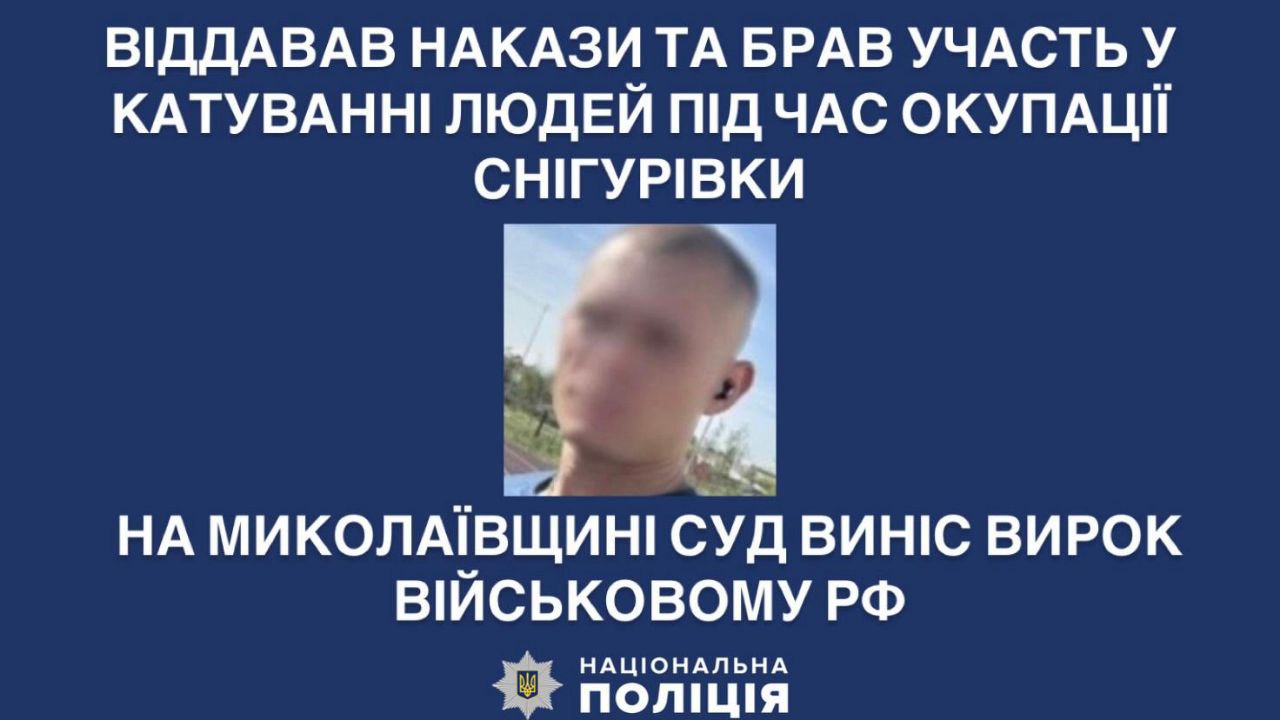 ВІДДАВАВ НАКАЗИ ТА БРАВ УЧАСТЬ У
КАТУВАННІ ЛЮДЕЙ ПІД ЧАС ОКУПАЦІЇ
СНІГУРІВКИ
НА МИКОЛАЇВЩИНІ СУД ВИНІС ВИРОК
ВІЙСЬКОВОМУ РФ
НАЦІОНАЛЬНА
ПОЛІЦІЯ